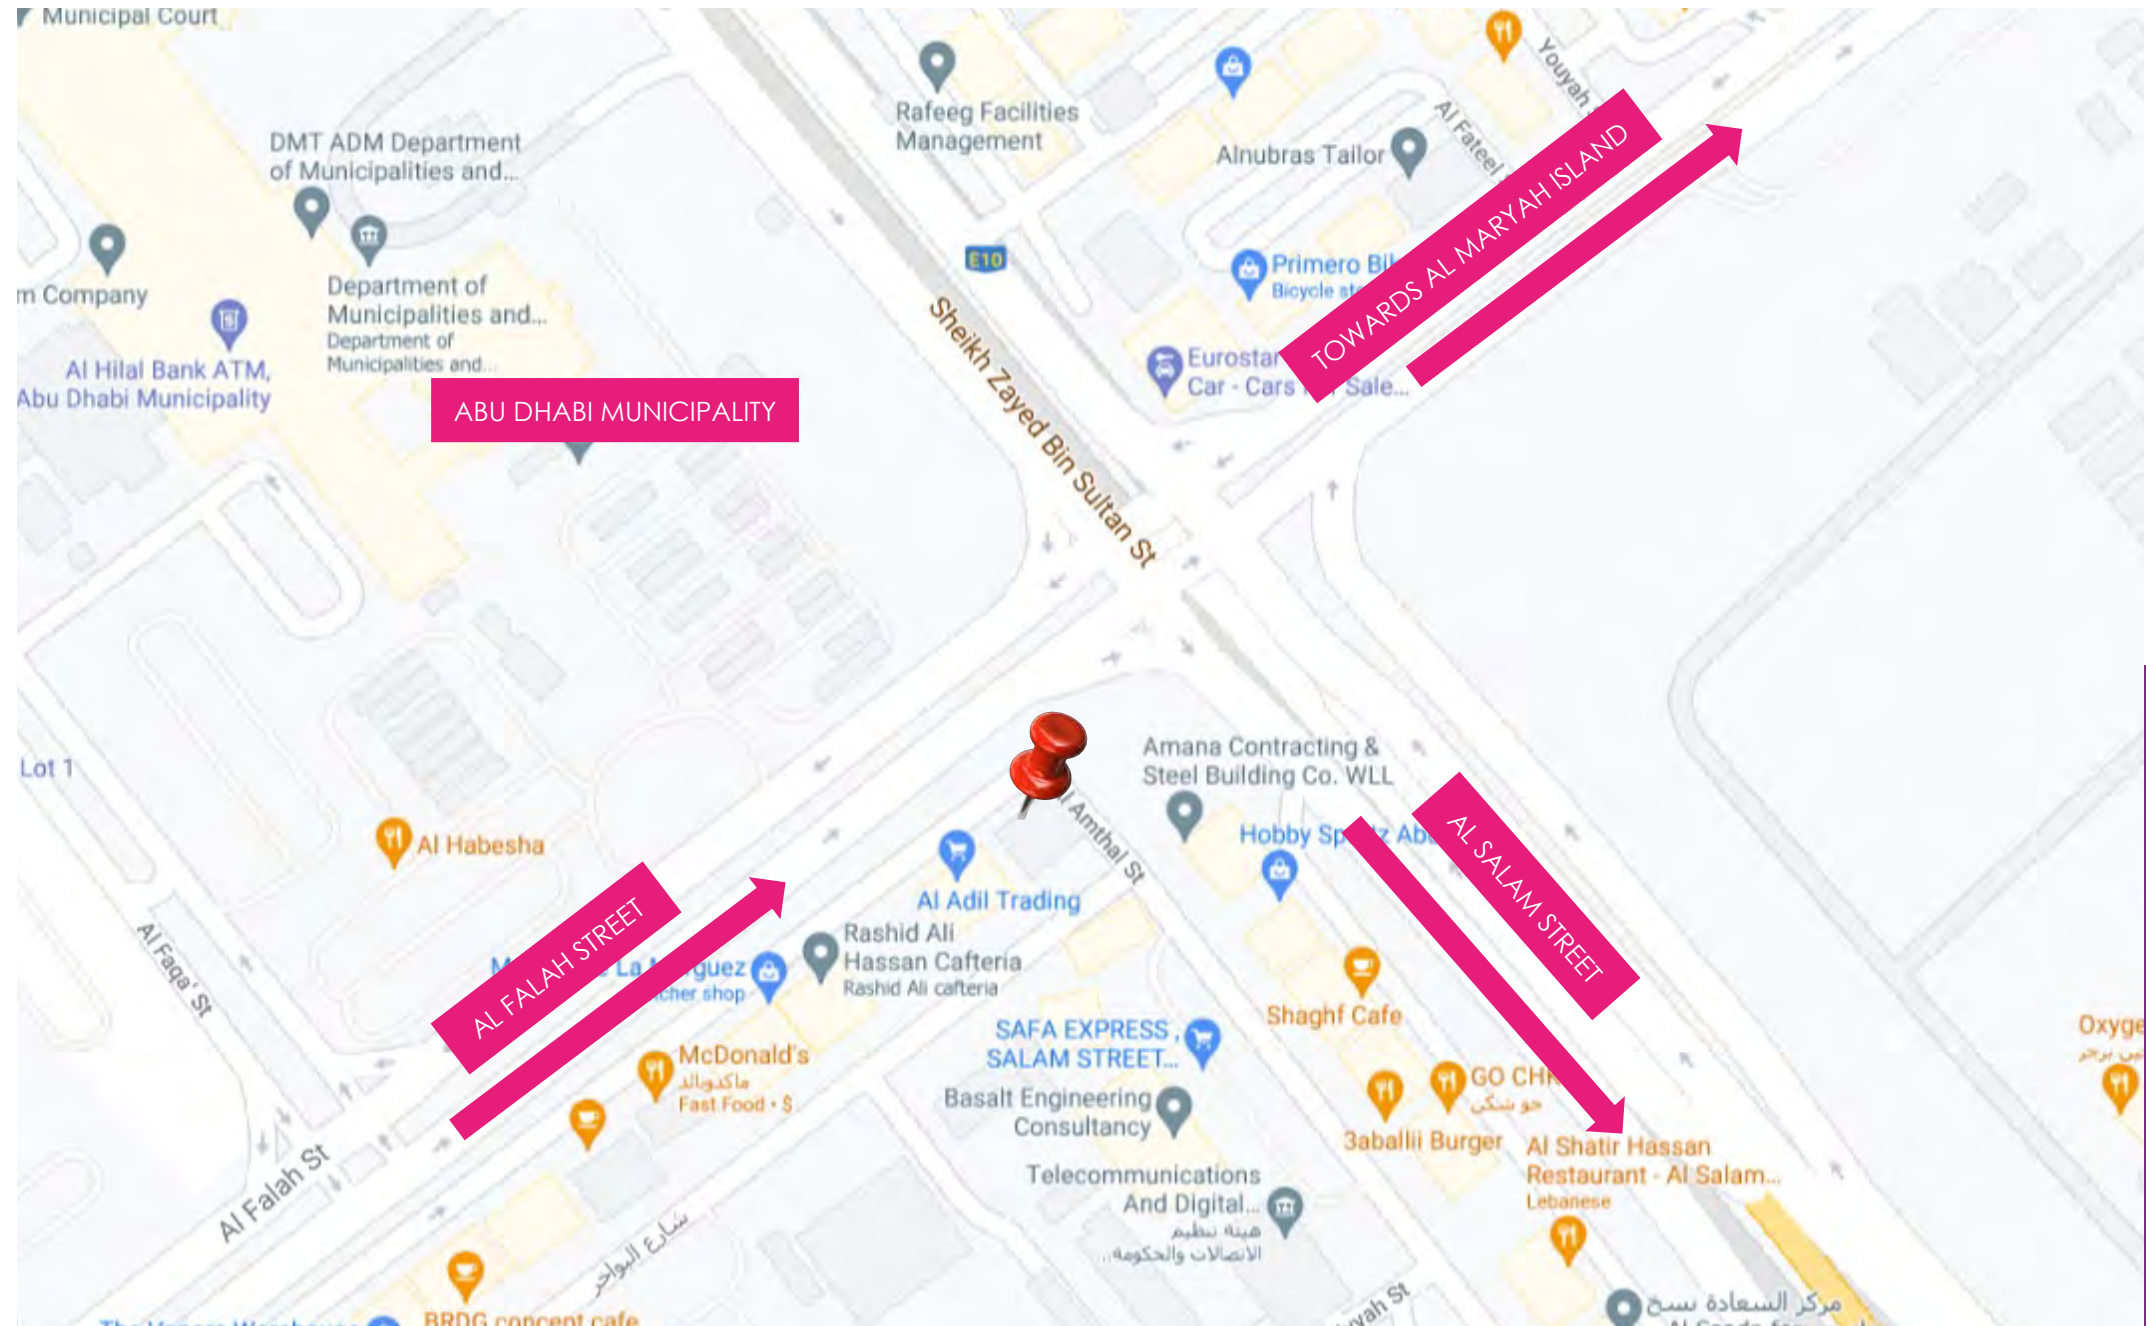 Municipal Court
DMT ADM Department
of Municipalities and...
Rafeeg Facilities
Management
Alnubras Tailor
Youyah
Al Fateel
TOWARDS AL MARYAH ISLAND
E10
Primero
Bicycle
Eurostar
Car - Cars
Sale...
Company
Al Hilal Bank ATM,
Abu Dhabi Municipality
Department of
Municipalities and...
Department of
Municipalities and...
ABU DHABI MUNICIPALITY
Sheikh Zayed Bin Sultan St
Lot 1
Al Habesha
Amana Contracting &
Steel Building Co. WLL
Hobby
Amthal St
Al Adil Trading
AL SALAM STREET
AL FALAH STREET
Rashid Ali
Hassan Cafteria
Rashid Ali cafteria
La
shop
Al Faqa' St
Shaghf Cafe
SAFA EXPRESS ,
SALAM STREET...
McDonald's
ماكدونالد
Fast Food • $
Basalt Engineering
Consultancy
GO
3aballii Burger
Al Shatir Hassan
Restaurant - Al Salam...
Lebanese
Telecommunications
And Digital...
هيئة تنظيم
الاتصالات والحكومة...
Al Falah St
شارع البواخر
BRDG concept cafe
مركز السعادة نسخ